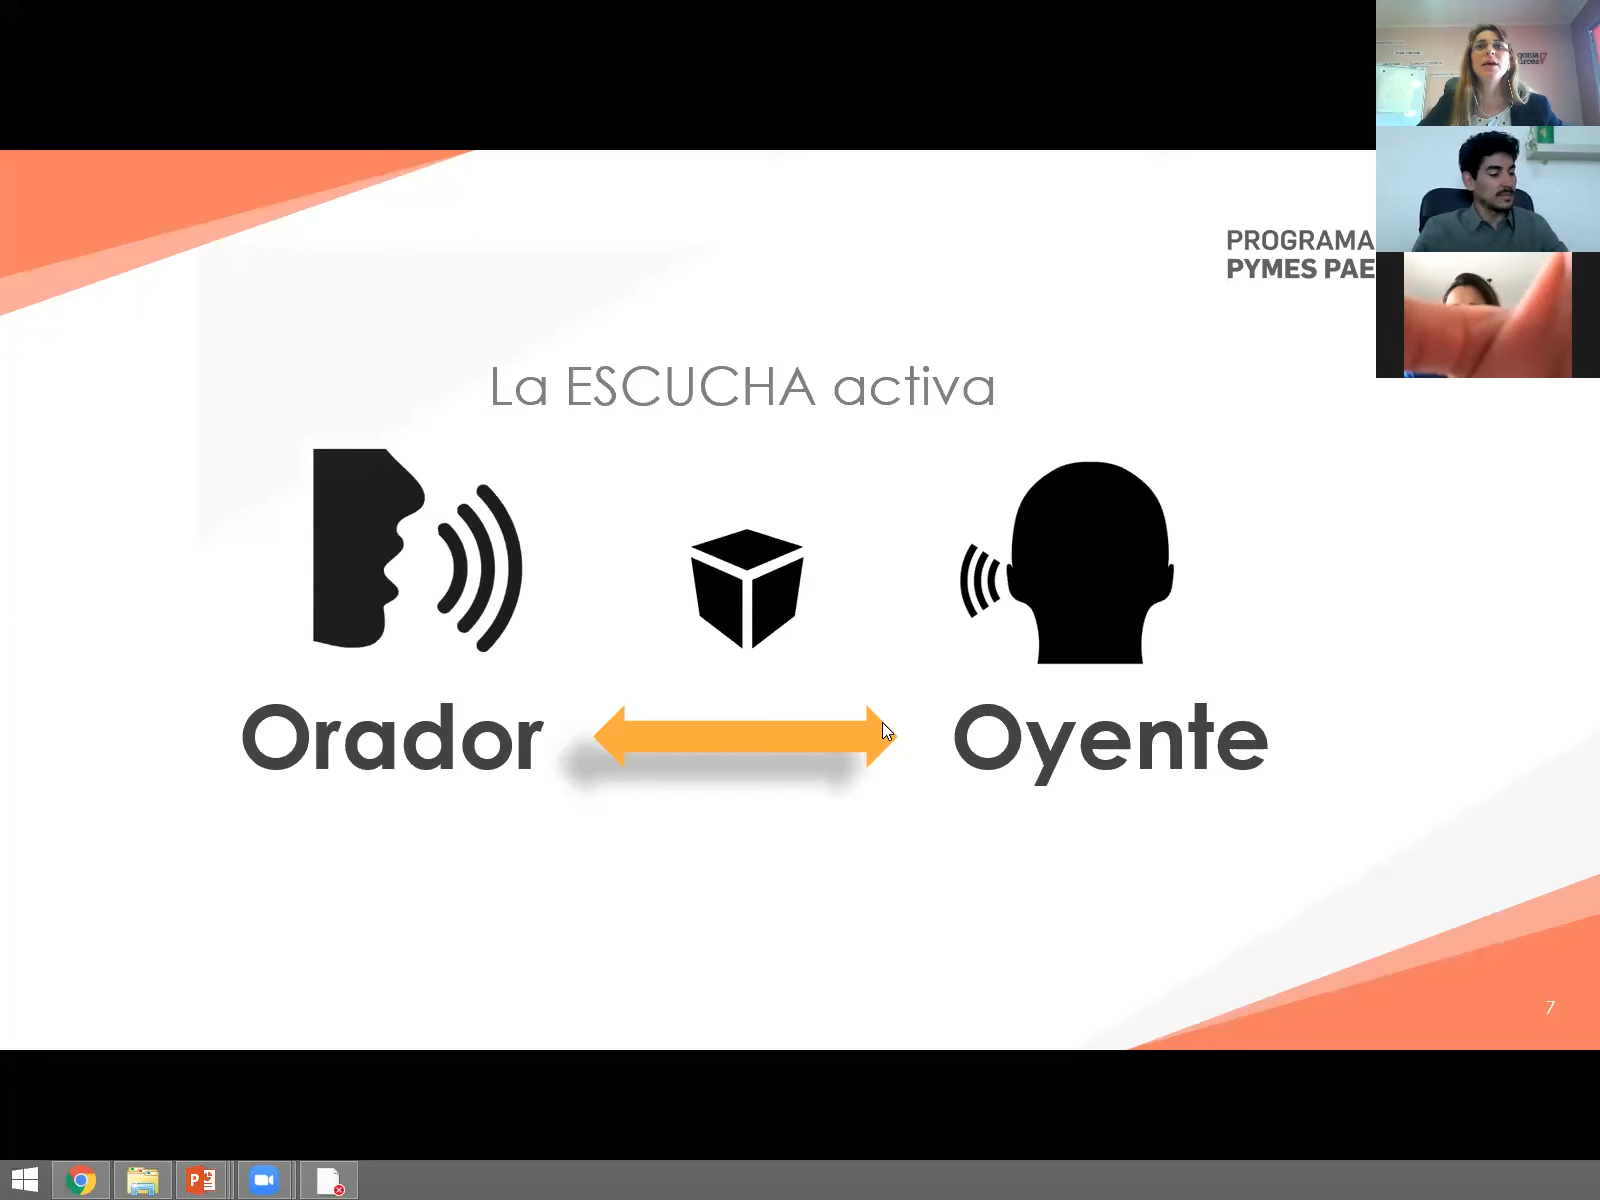 PROGRAMA
PYMES PAE
La ESCUCHA activa
Orador
Oyente
7